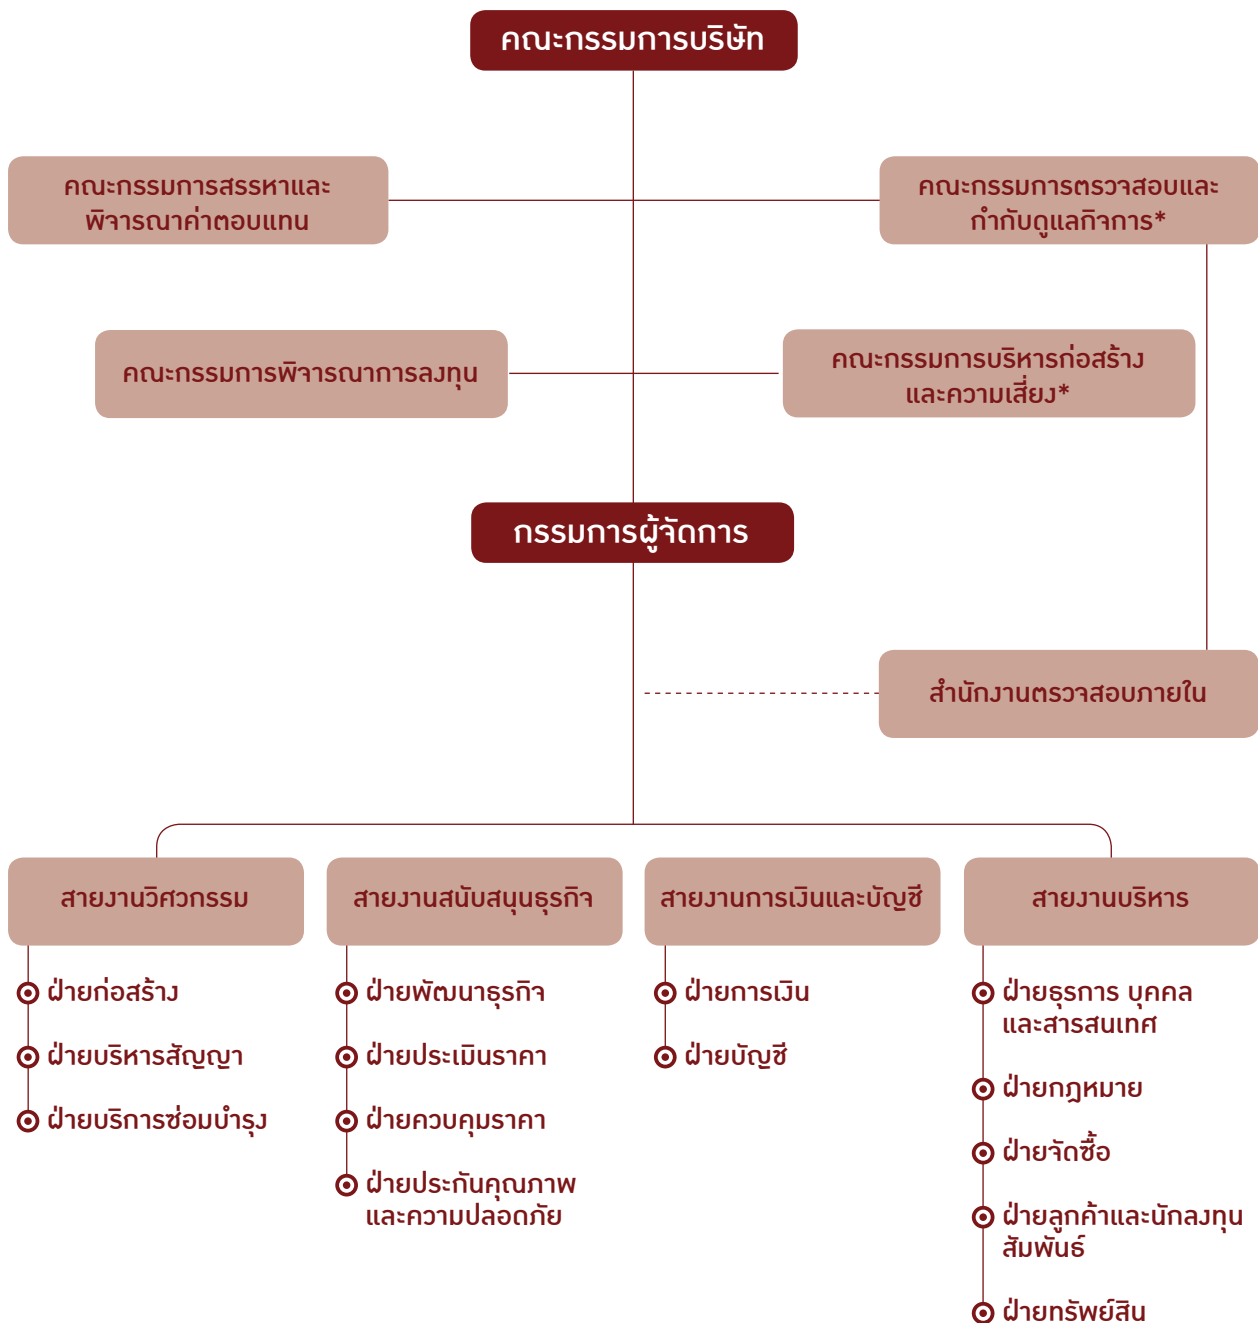 คณะกรรมการบริษัท
คณะกรรมการสรรหาและ
พิจารณาค่าตอบแทน
คณะกรรมการตรวจสอบและ
กำกับดูแลกิจการ*
คณะกรรมการพิจารณาการลงทุน
คณะกรรมการบริหารก่อสร้าง
และความเสี่ยง*
กรรมการผู้จัดการ
สำนักงานตรวจสอบภายใน
สายงานวิศวกรรม
ฝ่ายก่อสร้าง
ฝ่ายบริหารสัญญา
ฝ่ายบริการซ่อมบำรุง
สายงานสนับสนุนธุรกิจ
ฝ่ายพัฒนาธุรกิจ
ฝ่ายประเมินราคา
ฝ่ายควบคุมราคา
ฝ่ายประกันคุณภาพ
และความปลอดภัย
สายงานการเงินและบัญชี
ฝ่ายการเงิน
ฝ่ายบัญชี
สายงานบริหาร
ฝ่ายธุรการ บุคคล
และสารสนเทศ
ฝ่ายกฎหมาย
ฝ่ายจัดซื้อ
ฝ่ายลูกค้าและนักลงทุน
สัมพันธ์
ฝ่ายทรัพย์สิน